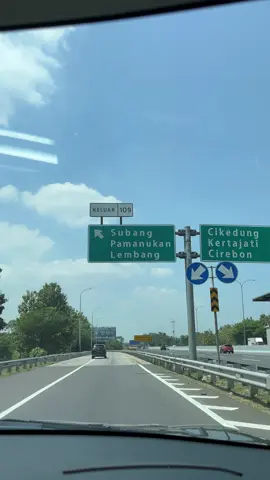 KELUAR 109
Subang
Pamanukan
Lembang
Cikedung
Kertajati
Cirebon